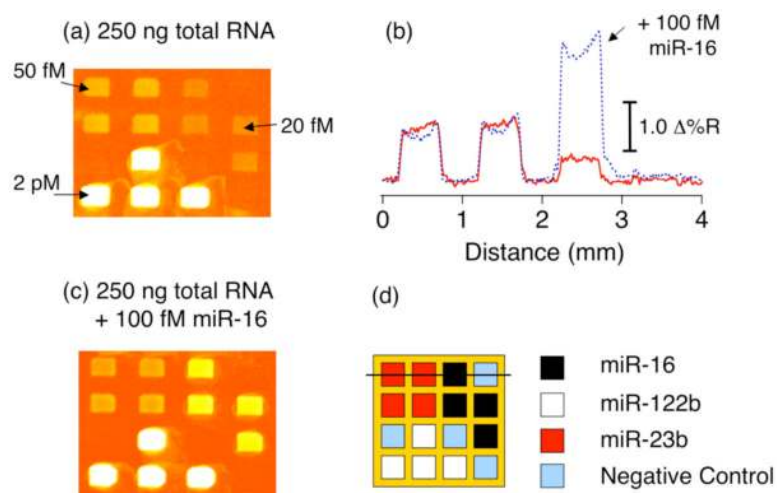 (a) 250 ng total RNA
50 fM
20 fM
2 pM
(b)
+ 100 fM
miR-16
1.0 Δ%R
0 1 2 3 4
Distance (mm)
(c) 250 ng total RNA
+ 100 fM miR-16
(d)
miR-16
miR-122b
miR-23b
Negative Control